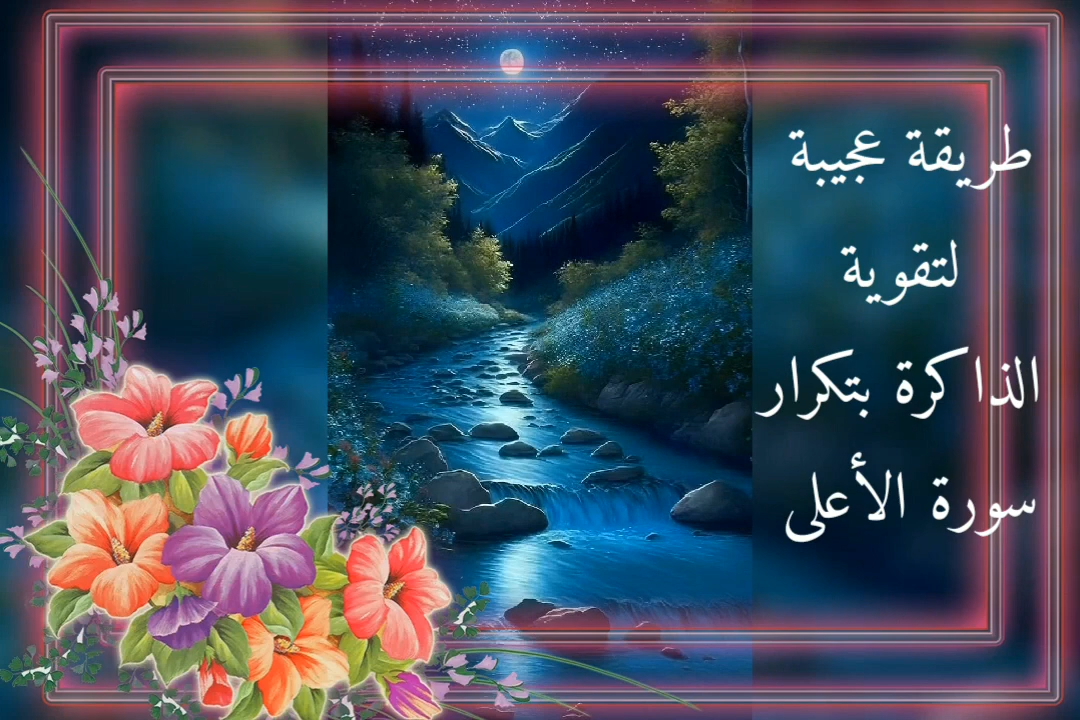 طريقة عجيبة
لتقوية
الذاكرة بتكرار
سورة الأعلى